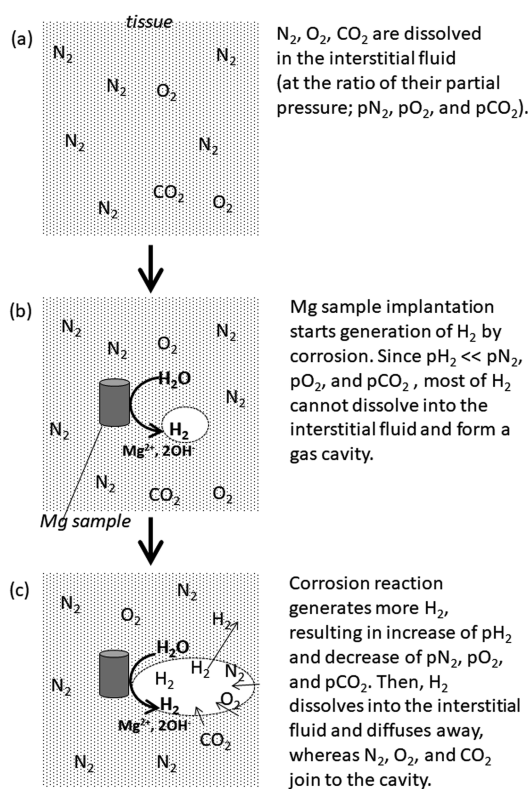 tissue
(a)
N₂
N₂
N₂
O₂
N₂
N₂
CO₂
N₂
O₂
N₂, O₂, CO₂ are dissolved
in the interstitial fluid
(at the ratio of their partial
pressure; pN₂, pO₂, and pCO₂).
(b)
N₂
O₂
N₂
N₂
H₂O
N₂
N₂
H₂
Mg²⁺, 2OH⁻
N₂
CO₂
O₂
Mg sample
Mg sample implantation
starts generation of H₂ by
corrosion. Since pH₂ << pN₂,
pO₂, and pCO₂ , most of H₂
cannot dissolve into the
interstitial fluid and form a
gas cavity.
(c)
N₂
N₂
O₂
H₂
H₂O
H₂
N₂
N₂
H₂
O₂
H₂
Mg²⁺, 2OH⁻
CO₂
N₂
N₂
Corrosion reaction
generates more H₂,
resulting in increase of pH₂
and decrease of pN₂, pO₂,
and pCO₂. Then, H₂
dissolves into the interstitial
fluid and diffuses away,
whereas N₂, O₂, and CO₂
join to the cavity.